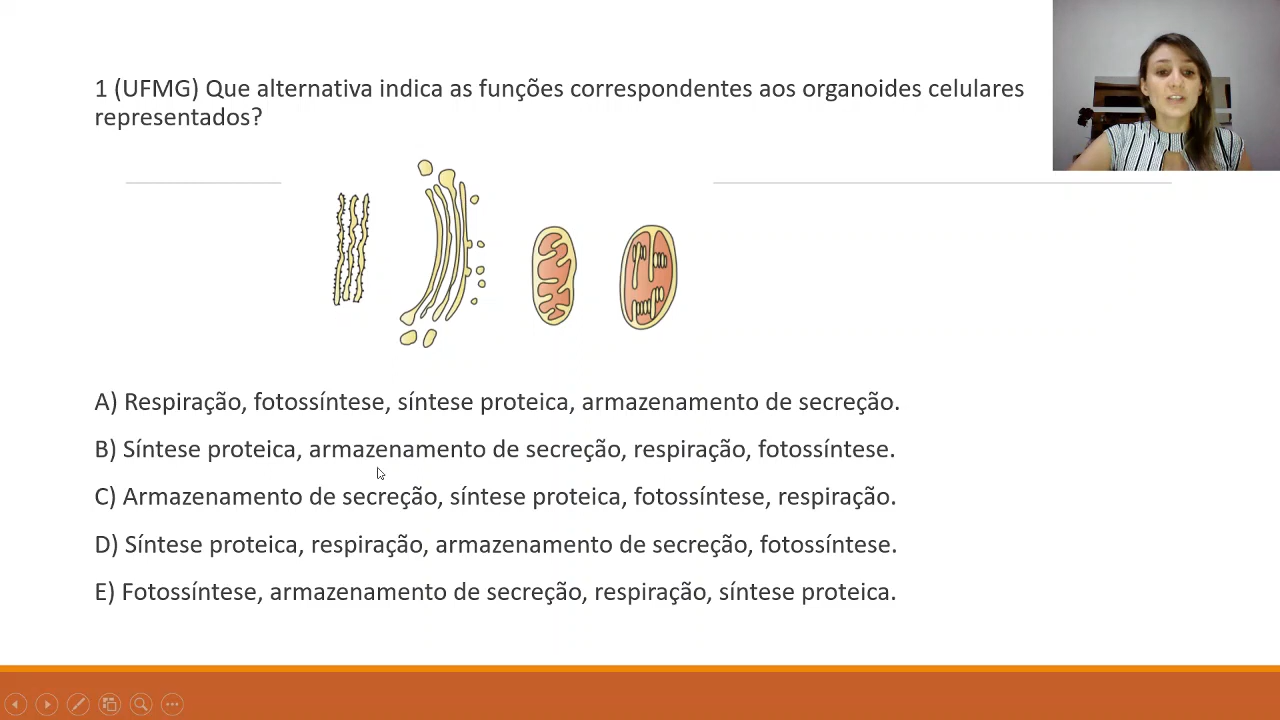 1 (UFMG) Que alternativa indica as funções correspondentes aos organoides celulares
representados?
A) Respiração, fotossíntese, síntese proteica, armazenamento de secreção.
B) Síntese proteica, armazenamento de secreção, respiração, fotossíntese.
C) Armazenamento de secreção, síntese proteica, fotossíntese, respiração.
D) Síntese proteica, respiração, armazenamento de secreção, fotossíntese.
E) Fotossíntese, armazenamento de secreção, respiração, síntese proteica.